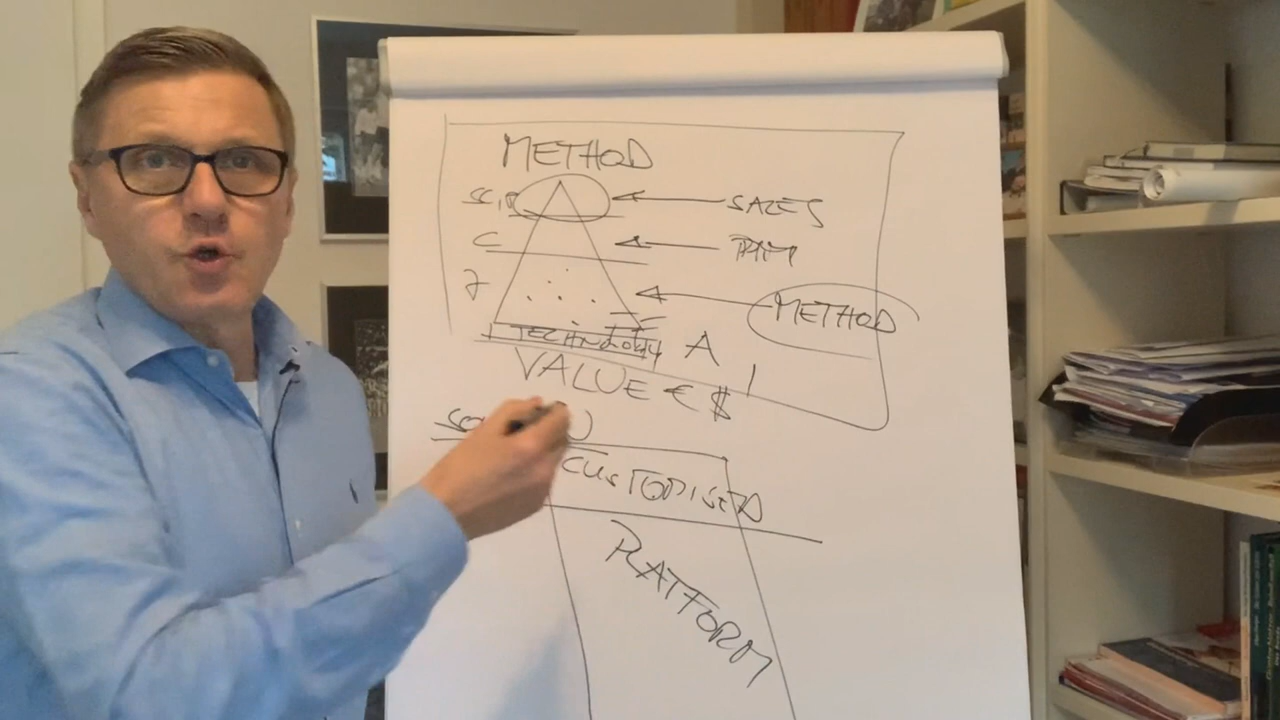 METHOD
SALES
C
METHOD
TECHNOLOGY A
VALUE € $
CUSTOMISED
PLATFORM